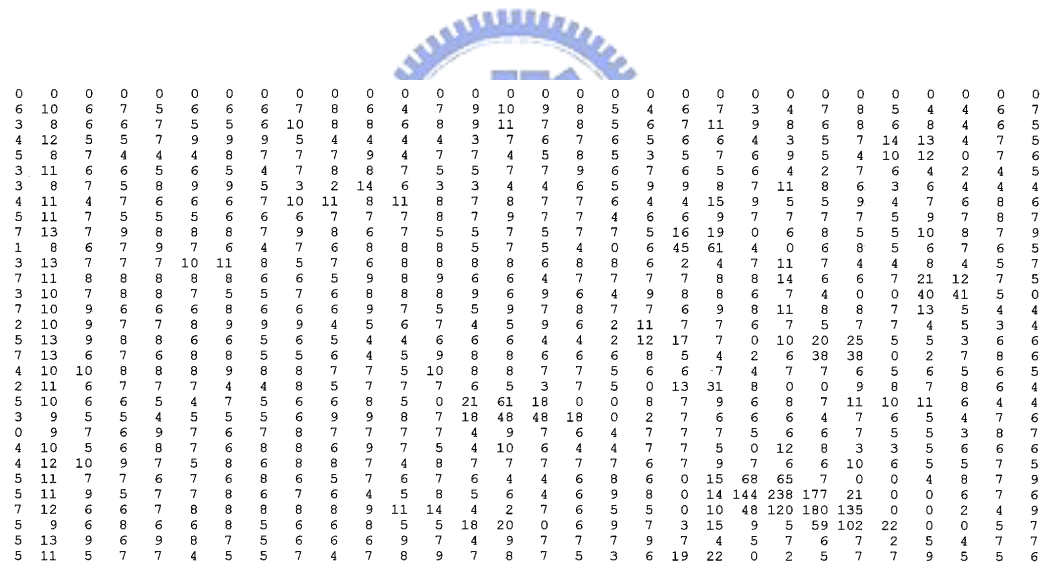 0 0 0 0 0 0 0 0 0 0 0 0 0 0 0 0 0 0 0 0 0 0 0 0 0 0 0 0 0 0
6 10 6 7 5 6 6 6 7 8 6 4 7 9 10 9 8 5 4 6 7 3 4 7 8 5 4 4 6 7
3 8 6 6 7 5 5 6 10 8 8 6 8 9 11 7 8 5 6 7 11 9 8 6 8 6 8 4 6 5
4 12 5 5 7 9 9 9 5 4 4 4 4 3 7 6 7 6 5 6 6 4 3 5 7 14 13 4 7 5
5 8 7 4 4 4 8 7 7 7 9 4 7 7 4 5 8 5 3 5 7 6 9 5 4 10 12 0 7 6
3 11 6 6 5 6 5 4 7 8 8 7 5 5 7 7 9 6 7 6 5 6 4 2 7 6 4 2 4 5
3 8 7 5 8 9 9 5 3 2 14 6 3 3 4 4 6 5 9 9 8 7 11 8 6 3 6 4 4 4
4 11 4 7 6 6 6 7 10 11 8 11 8 7 8 7 7 6 4 4 15 9 5 5 9 4 7 6 8 6
5 11 7 5 5 5 6 6 6 7 7 7 8 7 9 7 7 4 6 6 9 7 7 7 7 5 9 7 8 7
7 13 7 9 8 8 8 7 9 8 6 7 5 5 7 5 7 7 5 16 19 0 6 8 5 5 10 8 7 9
1 8 6 7 9 7 6 4 7 6 8 8 8 5 7 5 4 0 6 45 61 4 0 6 8 5 6 7 6 5
3 13 7 7 7 10 11 8 5 7 6 8 8 8 8 6 8 8 6 2 4 7 11 7 4 4 8 4 5 7
7 11 8 8 8 8 8 6 6 5 9 8 9 6 6 4 7 7 7 7 8 8 14 6 6 7 21 12 7 5
3 10 7 8 8 7 5 5 7 6 8 8 8 9 6 9 6 4 9 8 8 6 7 4 0 0 40 41 5 0
7 10 9 6 6 6 8 6 6 6 9 7 5 5 9 7 8 7 7 6 9 8 11 8 8 7 13 5 4 4
2 10 9 7 7 8 9 9 9 4 5 6 7 4 5 9 6 2 11 7 7 6 7 5 7 7 4 5 3 4
5 13 9 8 8 6 6 5 6 5 4 4 6 6 6 4 4 2 12 17 7 0 10 20 25 5 5 3 6 6
7 13 6 7 6 8 8 5 5 6 4 5 9 8 8 6 6 6 8 5 4 2 6 38 38 0 2 7 8 6
4 10 10 8 8 8 9 8 8 7 7 5 10 8 8 7 7 5 6 6 7 4 7 7 6 5 6 5 6 5
2 11 6 7 7 7 4 4 8 5 7 7 7 6 5 3 7 5 0 13 31 8 0 0 9 8 7 8 6 4
5 10 6 6 5 4 7 5 6 6 8 5 0 21 61 18 0 0 8 7 9 6 8 7 11 10 11 6 4 4
3 9 5 5 4 5 5 5 6 9 9 8 7 18 48 48 18 0 2 7 6 6 6 4 7 6 5 4 7 6
0 9 7 6 9 7 6 7 8 7 7 7 7 4 9 7 6 4 7 7 7 5 6 6 7 5 5 3 8 7
4 10 5 6 8 7 6 8 8 6 9 7 5 4 10 6 4 4 7 7 5 0 12 8 3 3 5 6 6 6
4 12 10 9 7 5 8 6 8 8 7 4 8 7 7 7 7 7 6 7 9 7 6 6 10 6 5 5 7 5
5 11 7 7 6 7 6 8 6 5 7 6 7 6 4 4 6 8 6 0 15 68 65 7 0 0 4 8 7 9
5 11 9 5 7 7 8 6 7 6 4 5 8 5 6 4 6 9 8 0 14 144 238 177 21 0 0 6 7 6
7 12 6 6 7 8 8 8 8 8 9 11 14 4 2 7 6 5 5 0 10 48 120 180 135 0 0 2 4 9
5 9 6 8 6 6 8 5 6 6 8 5 5 18 20 0 6 9 7 3 15 9 5 59 102 22 0 0 5 7
5 13 9 6 9 8 7 5 6 6 6 9 7 4 9 7 7 7 9 7 4 5 7 6 7 2 5 4 7 7
5 11 5 7 7 4 5 5 7 4 7 8 9 7 8 7 5 3 6 19 22 0 2 5 7 7 9 5 5 6